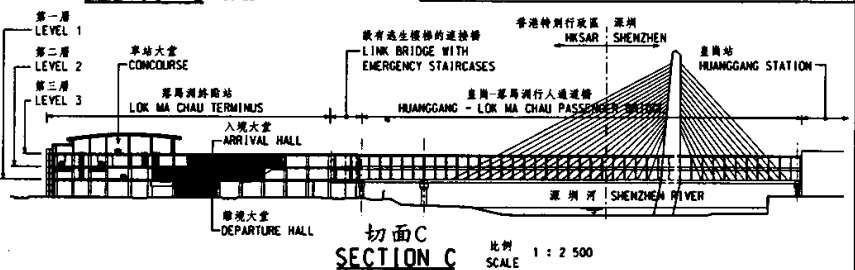 第一層
LEVEL 1
第二層
LEVEL 2
第三層
LEVEL 3
車站大堂
CONCOURSE
設有逃生樓梯的連接橋
LINK BRIDGE WITH
EMERGENCY STAIRCASES
香港特別行政區
HKSAR
深圳
SHENZHEN
皇崗站
HUANGGANG STATION
落馬洲終點站
LOK MA CHAU TERMINUS
皇崗-落馬洲行人通道橋
HUANGGANG - LOK MA CHAU PASSENGER BRIDGE
入境大堂
ARRIVAL HALL
深圳河 SHENZHEN RIVER
離境大堂
DEPARTURE HALL
切面C
SECTION C
比例
SCALE 1 : 2 500